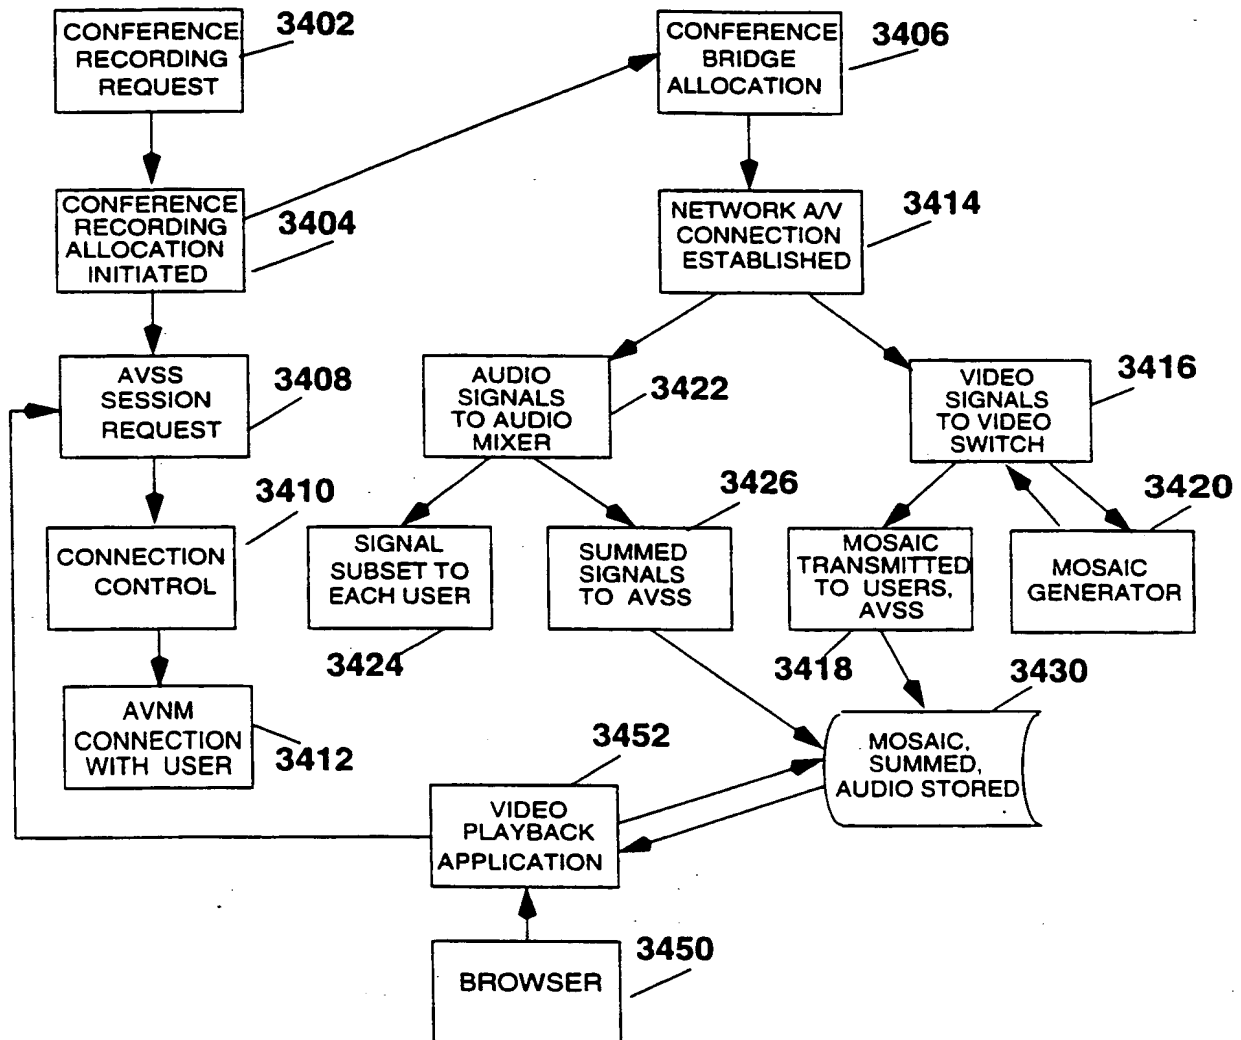 CONFERENCE
RECORDING
REQUEST
3402
CONFERENCE
BRIDGE
ALLOCATION
3406
CONFERENCE
RECORDING
ALLOCATION
INITIATED
3404
NETWORK A/V
CONNECTION
ESTABLISHED
3414
AVSS
SESSION
REQUEST
3408
AUDIO
SIGNALS
TO AUDIO
MIXER
3422
VIDEO
SIGNALS
TO VIDEO
SWITCH
3416
CONNECTION
CONTROL
3410
SIGNAL
SUBSET TO
EACH USER
3424
SUMMED
SIGNALS
TO AVSS
3426
MOSAIC
TRANSMITTED
TO USERS,
AVSS
3418
MOSAIC
GENERATOR
3420
AVNM
CONNECTION
WITH USER
3412
MOSAIC,
SUMMED,
AUDIO STORED
3430
VIDEO
PLAYBACK
APPLICATION
3452
BROWSER
3450